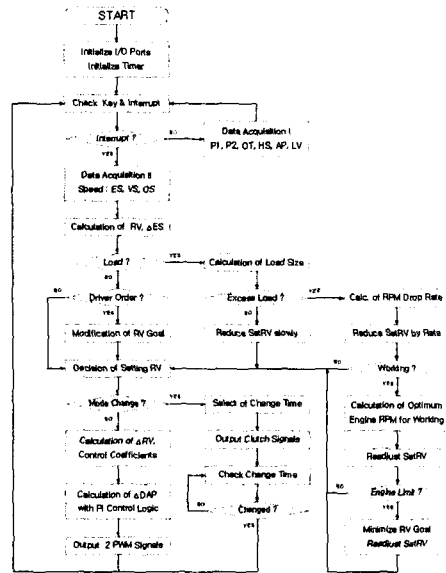 START
Initialize I/O Ports
Initialize Timer
Check Key & Interrupt
Interrupt ?
NO
YES
Data Acquisition I
P1, P2, OT, HS, AP, LV
Data Acquisition II
Speed : ES, VS, OS
Calculation of RV, ΔES
Load ?
YES
NO
Calculation of Load Size
Driver Order ?
NO
YES
Excess Load ?
YES
NO
Calc. of RPM Drop Rate
Modification of RV Goal
Reduce SetRV slowly
Reduce SetRV by Rate
Decision of Setting RV
Working ?
NO
YES
Mode Change ?
YES
NO
Select of Change Time
Calculation of Optimum
Engine RPM for Working
Calculation of ΔRV,
Control Coefficients
Output Clutch Signals
Readjust SetRV
Check Change Time
Calculation of ΔDAP
with PI Control Logic
Changed ?
NO
YES
Engine Limit ?
NO
YES
Output 2 PWM Signals
Minimize RV Goal
Readjust SetRV